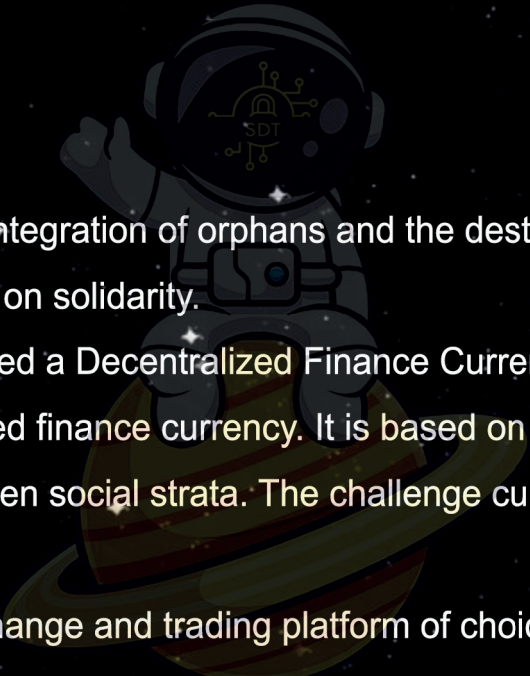 SDT
ntegration of orphans and the dest
on solidarity.
ed a Decentralized Finance Curre
ed finance currency. It is based on
en social strata. The challenge cu
hange and trading platform of choi